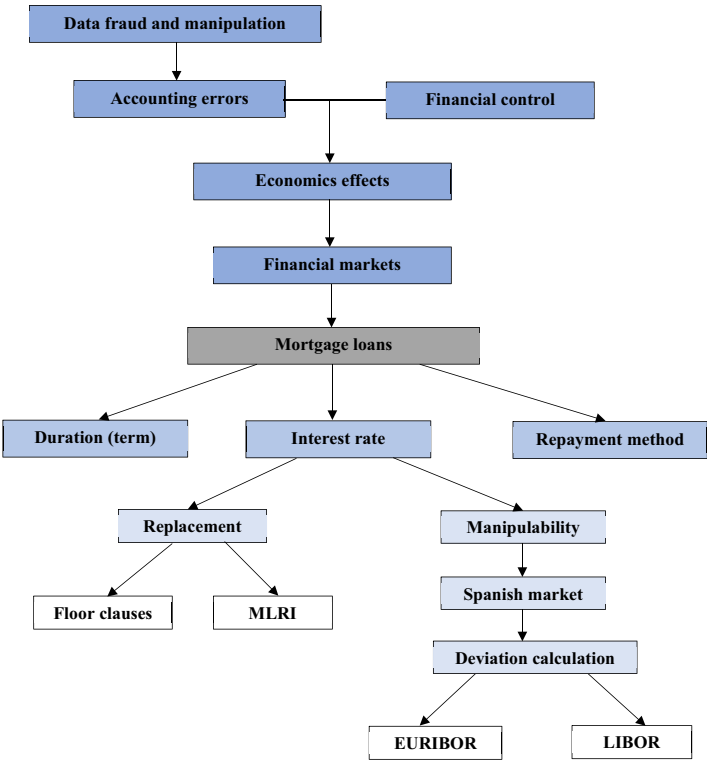 Data fraud and manipulation
Accounting errors
Financial control
Economics effects
Financial markets
Mortgage loans
Duration (term)
Interest rate
Repayment method
Replacement
Manipulability
Floor clauses
MLRI
Spanish market
Deviation calculation
EURIBOR
LIBOR